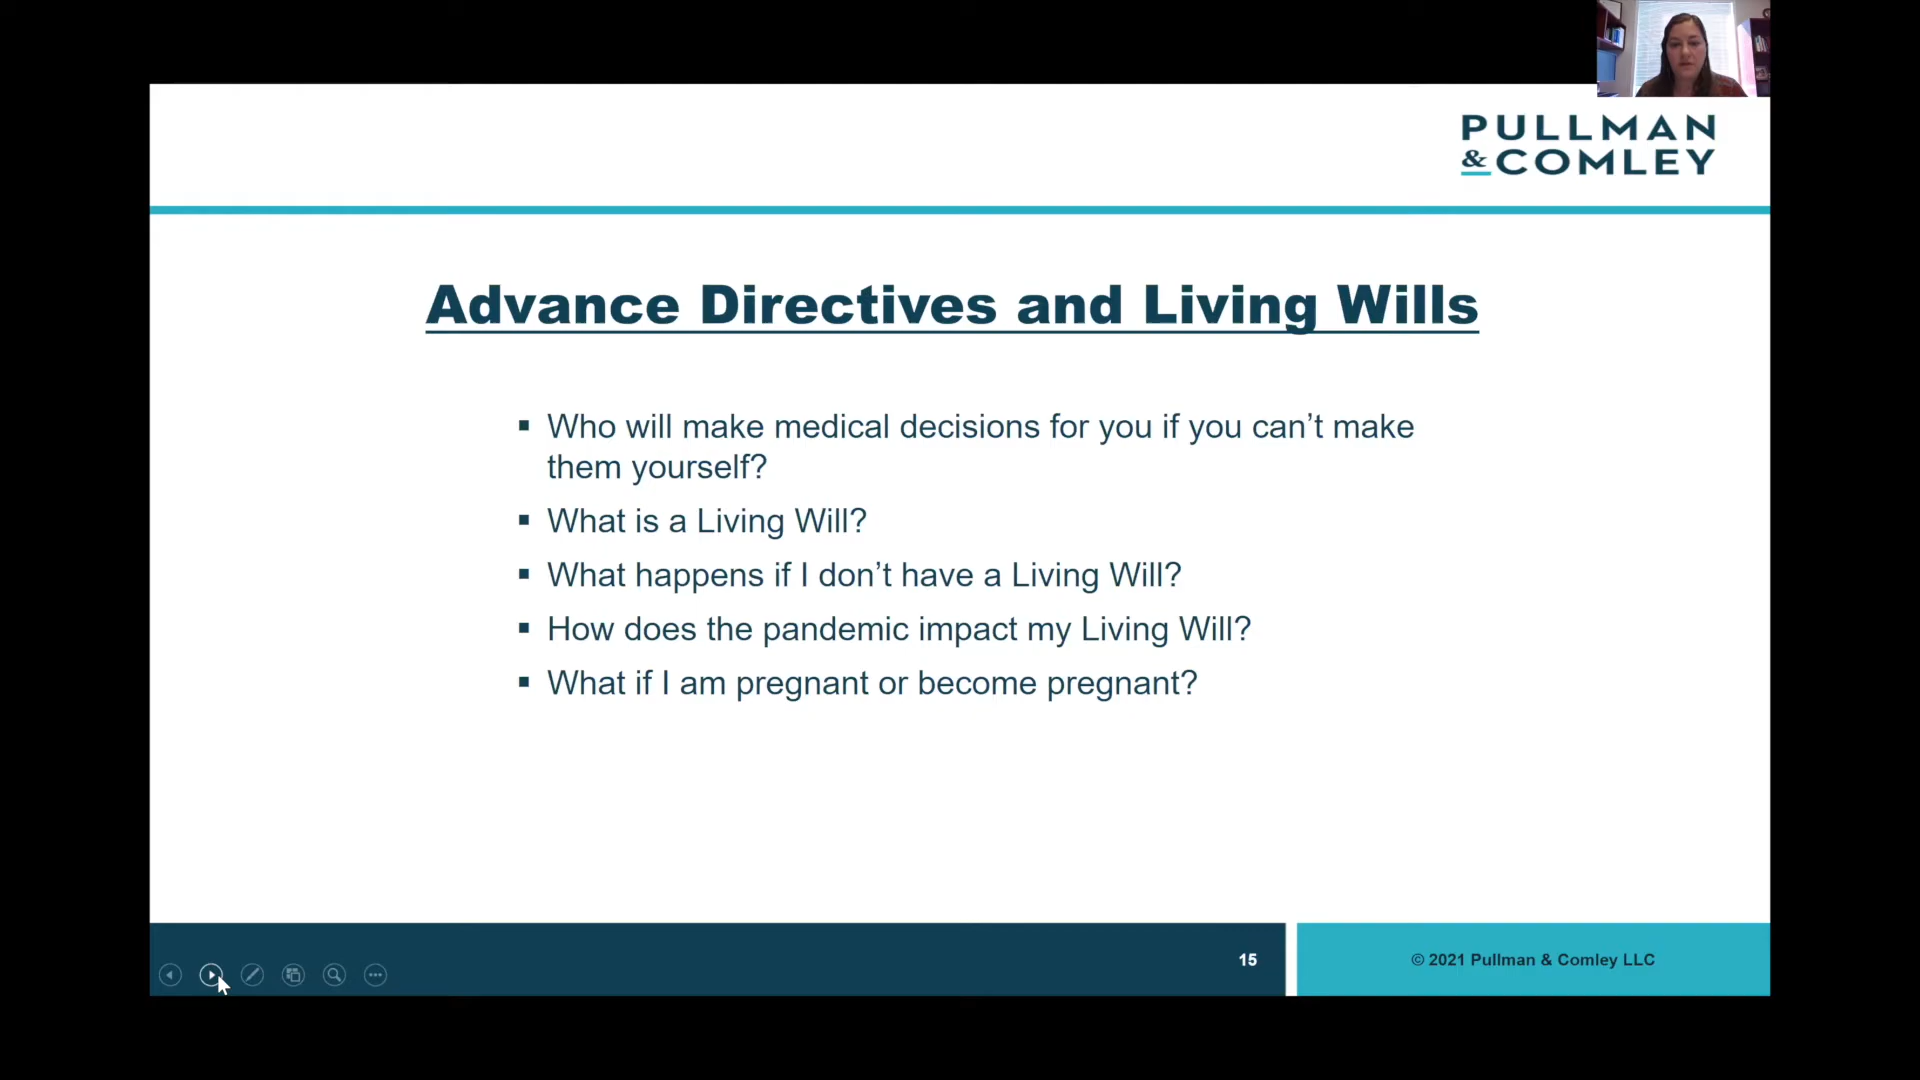 PULLMAN
&COMLEY
Advance Directives and Living Wills
▪ Who will make medical decisions for you if you can’t make
them yourself?
▪ What is a Living Will?
▪ What happens if I don’t have a Living Will?
▪ How does the pandemic impact my Living Will?
▪ What if I am pregnant or become pregnant?
15
© 2021 Pullman & Comley LLC